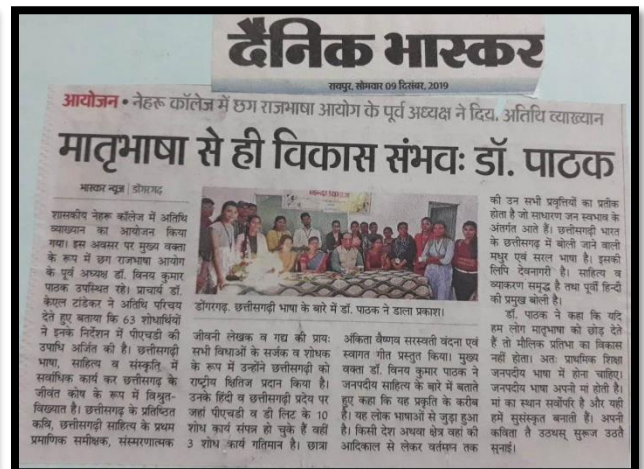 दैनिक भास्कर
रायपुर, सोमवार 09 दिसंबर, 2019
आयोजन • नेहरू कॉलेज में छग राजभाषा आयोग के पूर्व अध्यक्ष ने दिय. अतिथि व्याख्यान
मातृभाषा से ही विकास संभवः डॉ. पाठक
भास्कर न्यूज | डोंगरगढ़
शासकीय नेहरू कॉलेज में अतिथि
व्याख्यान का आयोजन किया
गया। इस अवसर पर मुख्य वक्ता
के रूप में छग राजभाषा आयोग
के पूर्व अध्यक्ष डॉ. विनय कुमार
पाठक उपस्थित रहे। प्राचार्य डॉ.
केएल टांडेकर ने अतिथि परिचय
देते हुए बताया कि 63 शोधार्थियों
ने इनके निर्देशन में पीएचडी की
उपाधि अर्जित की है। छत्तीसगढ़ी
भाषा, साहित्य व संस्कृति में
सर्वाधिक कार्य कर छत्तीसगढ़ के
जीवंत कोष के रूप में विश्रुत-
विख्यात है। छत्तीसगढ़ के प्रतिष्ठित
कवि, छत्तीसगढ़ी साहित्य के प्रथम
प्रमाणिक समीक्षक, संस्मरणात्मक
डोंगरगढ़. छत्तीसगढ़ी भाषा के बारे में डॉ. पाठक ने डाला प्रकाश।
जीवनी लेखक व गद्य की प्रायः
सभी विधाओं के सर्जक व शोधक
के रूप में उन्होंने छत्तीसगढ़ी को
राष्ट्रीय क्षितिज प्रदान किया है।
उनके हिंदी व छत्तीसगढ़ी प्रदेय पर
जहां पीएचडी व डी लिट के 10
शोध कार्य संपन्न हो चुके हैं वहीं
3 शोध कार्य गतिमान है। छात्रा
अंकिता वैष्णव सरस्वती वंदना एवं
स्वागत गीत प्रस्तुत किया। मुख्य
वक्ता डॉ. विनय कुमार पाठक ने
जनपदीय साहित्य के बारे में बताते
हुए कहा कि यह प्रकृति के करीब
है। यह लोक भाषाओं से जुड़ा हुआ
है। किसी देश अथवा क्षेत्र वहां की
आदिकाल से लेकर वर्तमान तक
की उन सभी प्रवृत्तियों का प्रतीक
होता है जो साधारण जन स्वभाव के
अंतर्गत आते हैं। छत्तीसगढ़ी भारत
के छत्तीसगढ़ में बोली जाने वाली
मधुर एवं सरल भाषा है। इसकी
लिपि देवनागरी है। साहित्य व
व्याकरण समृद्ध है तथा पूर्वी हिन्दी
की प्रमुख बोली है।
डॉ. पाठक ने कहा कि यदि
हम लोग मातृभाषा को छोड़ देते
हैं तो मौलिक प्रतिभा का विकास
नहीं होता। अतः प्राथमिक शिक्षा
जनपदीय भाषा में होना चाहिए।
जनपदीय भाषा अपनी मां होती है।
मां का स्थान सर्वोपरि है और यही
हमें सुसंस्कृत बनाती है। अपनी
कविता तै उठथस् सुरूज उठते
सुनाई।